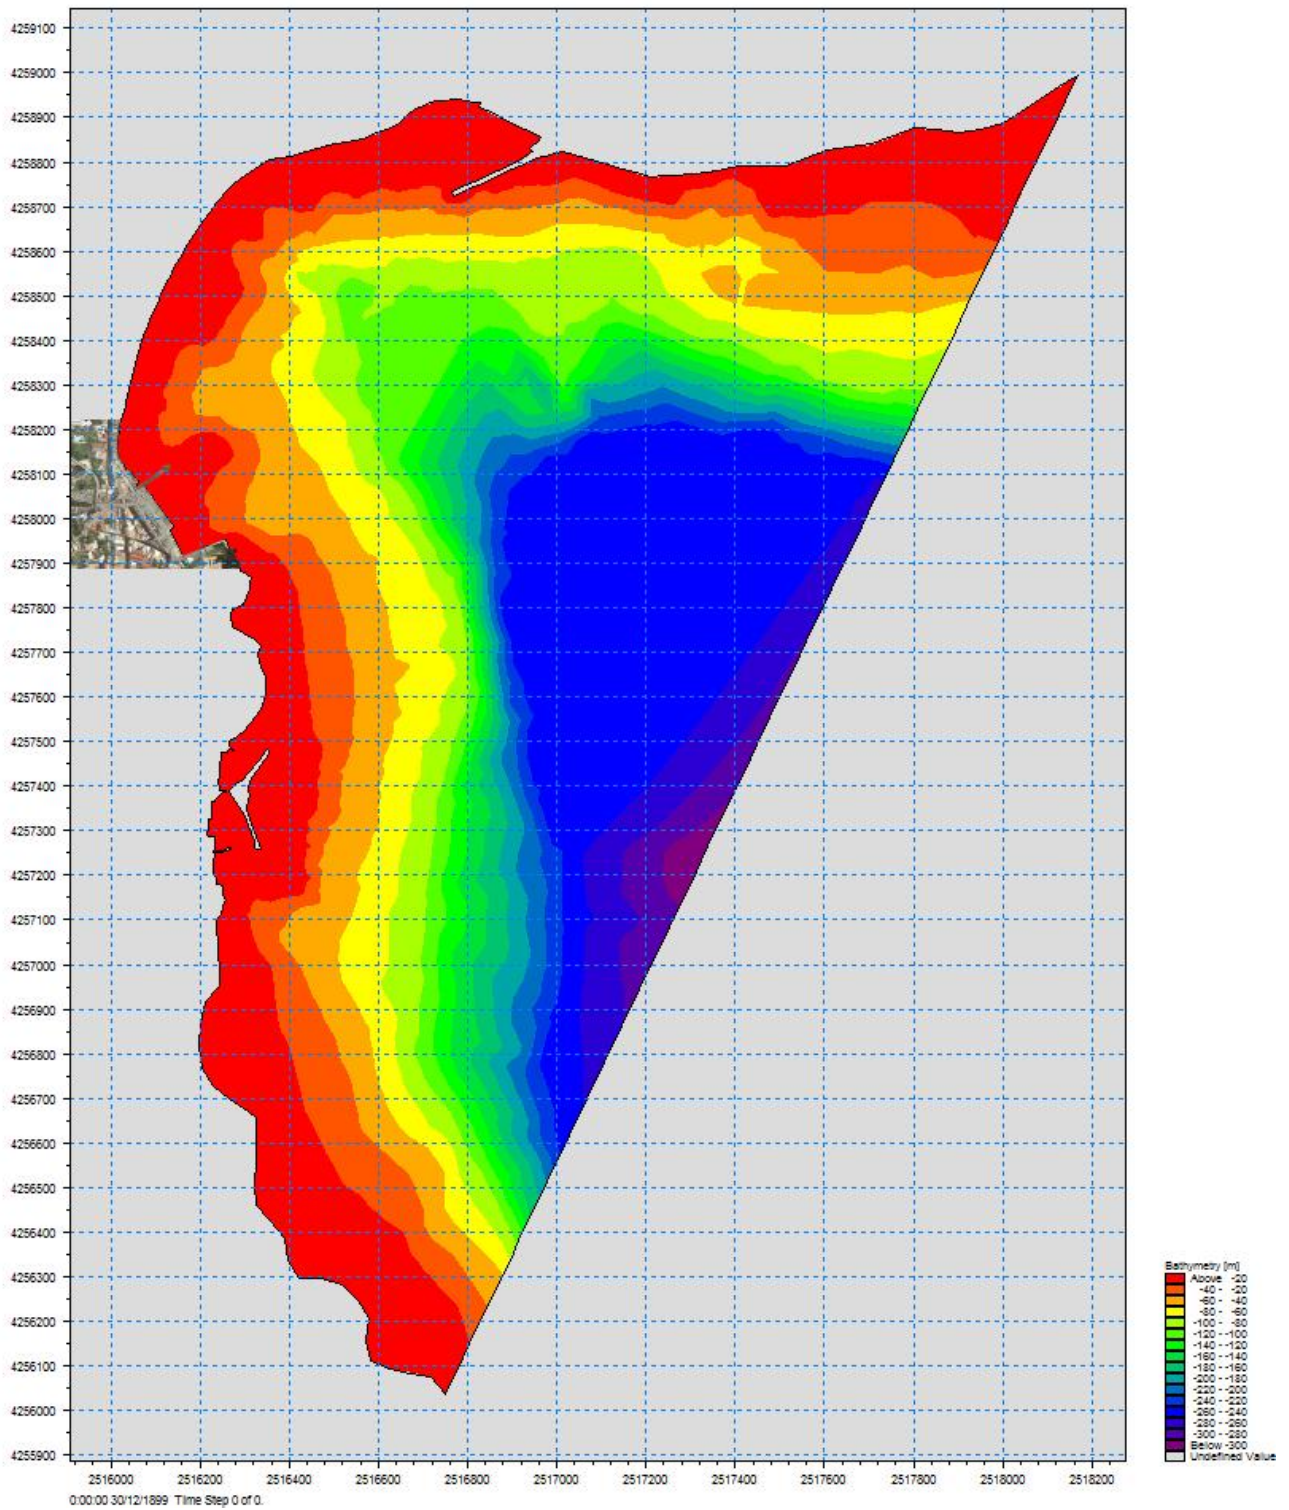 4259100
4259000
4258900
4258800
4258700
4258600
4258500
4258400
4258300
4258200
4258100
4258000
4257900
4257800
4257700
4257600
4257500
4257400
4257300
4257200
4257100
4257000
4256900
4256800
4256700
4256600
4256500
4256400
4256300
4256200
4256100
4256000
4255900
2516000 2516200 2516400 2516600 2516800 2517000 2517200 2517400 2517600 2517800 2518000 2518200
0:00:00 30/12/1899 Time Step 0 of 0.
Bathymetry [m]
Above -20
-40 - -20
-60 - -40
-80 - -60
-100 - -80
-120 - -100
-140 - -120
-160 - -140
-180 - -160
-200 - -180
-220 - -200
-240 - -220
-260 - -240
-280 - -260
-300 - -280
Below -300
Undefined Value